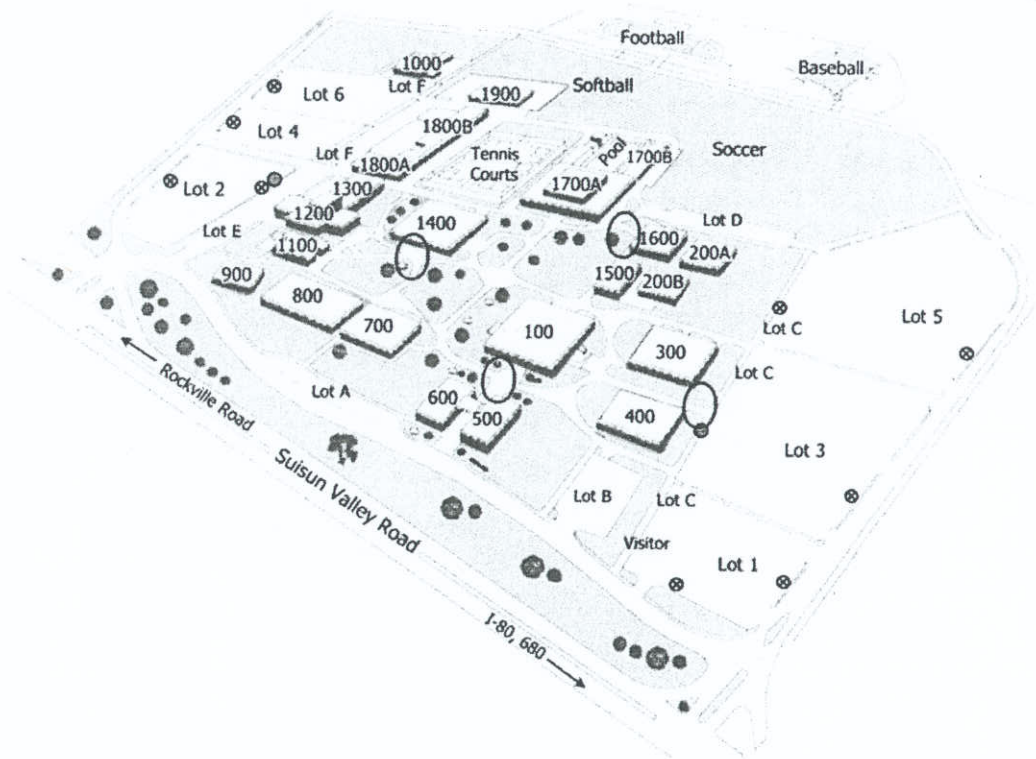 Football
Baseball
1000
Lot F
Lot 6
Softball
1900
Lot 4
1800B
Lot F
Tennis
Courts
Pool
1700B
Soccer
1800A
1700A
Lot 2
1300
1200
1400
Lot D
Lot E
1600
1100
200A
900
1500
200B
800
700
100
Lot C
Lot 5
300
Lot C
Rockville Road
Lot A
600
500
400
Lot 3
Suisun Valley Road
Lot B
Lot C
Visitor
Lot 1
I-80, 680